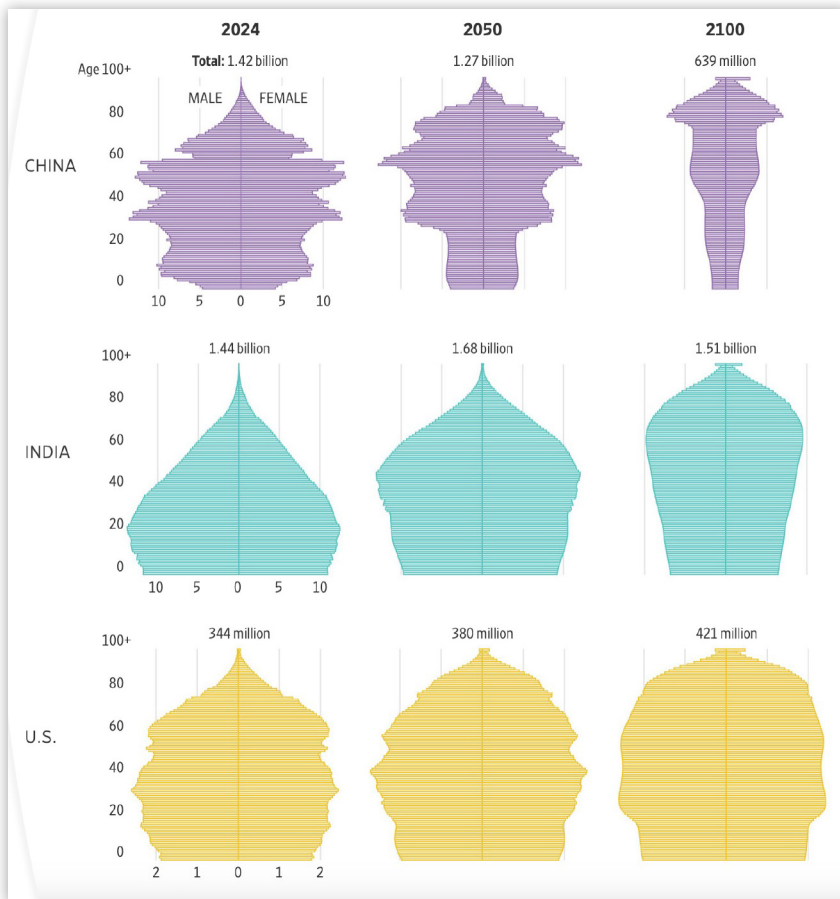 2024 2050 2100
Total: 1.42 billion 1.27 billion 639 million
Age 100+
MALE FEMALE
80
60
CHINA
40
20
0
10 5 0 5 10
1.44 billion 1.68 billion 1.51 billion
100+
80
60
INDIA
40
20
0
10 5 0 5 10
344 million 380 million 421 million
100+
80
60
U.S.
40
20
0
2 1 0 1 2